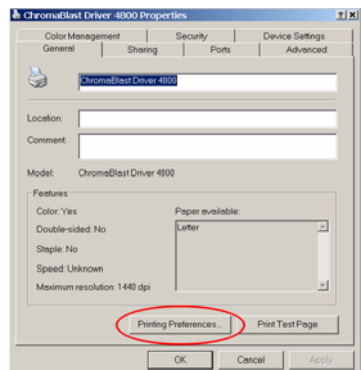 ChromaBlast Driver 4800 Properties
Color Management Security Device Settings
General Sharing Ports Advanced
ChromaBlast Driver 4800
Location:
Comment:
Model: ChromaBlast Driver 4800
Features
Color: Yes
Double-sided: No
Staple: No
Speed: Unknown
Maximum resolution: 1440 dpi
Paper available:
Letter
Printing Preferences... Print Test Page
OK Cancel Apply